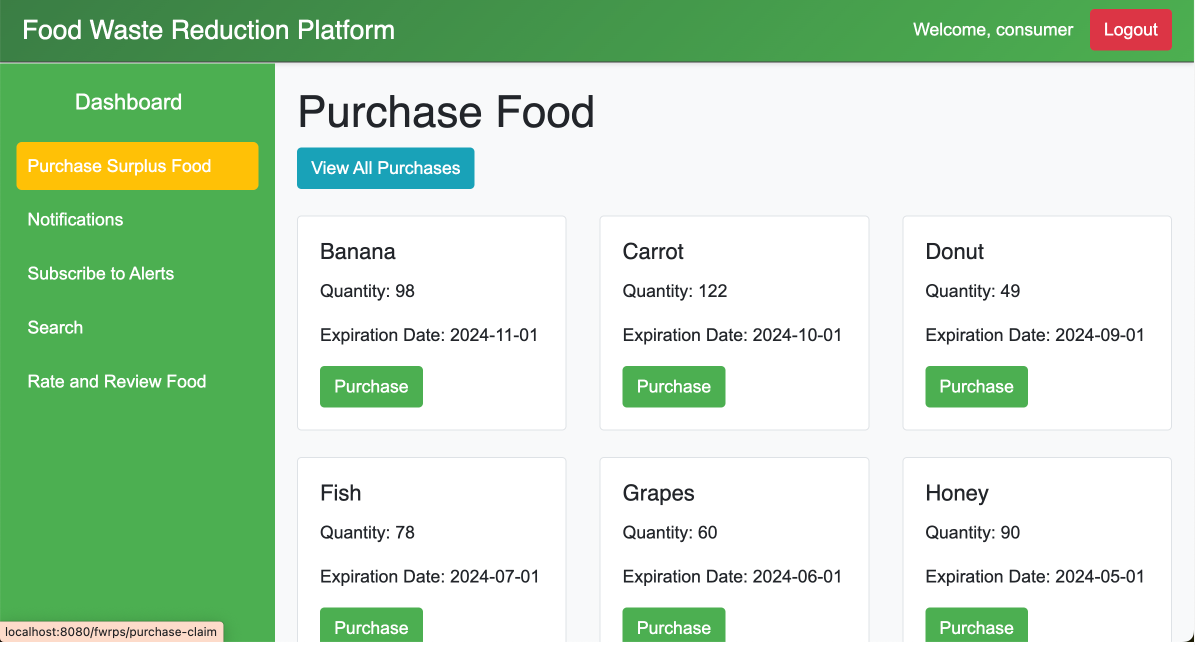 Food Waste Reduction Platform
Welcome, consumer
Logout
Dashboard
Purchase Surplus Food
Notifications
Subscribe to Alerts
Search
Rate and Review Food
Purchase Food
View All Purchases
Banana
Quantity: 98
Expiration Date: 2024-11-01
Purchase
Carrot
Quantity: 122
Expiration Date: 2024-10-01
Purchase
Donut
Quantity: 49
Expiration Date: 2024-09-01
Purchase
Fish
Quantity: 78
Expiration Date: 2024-07-01
Purchase
Grapes
Quantity: 60
Expiration Date: 2024-06-01
Purchase
Honey
Quantity: 90
Expiration Date: 2024-05-01
Purchase
localhost:8080/fwrps/purchase-claim